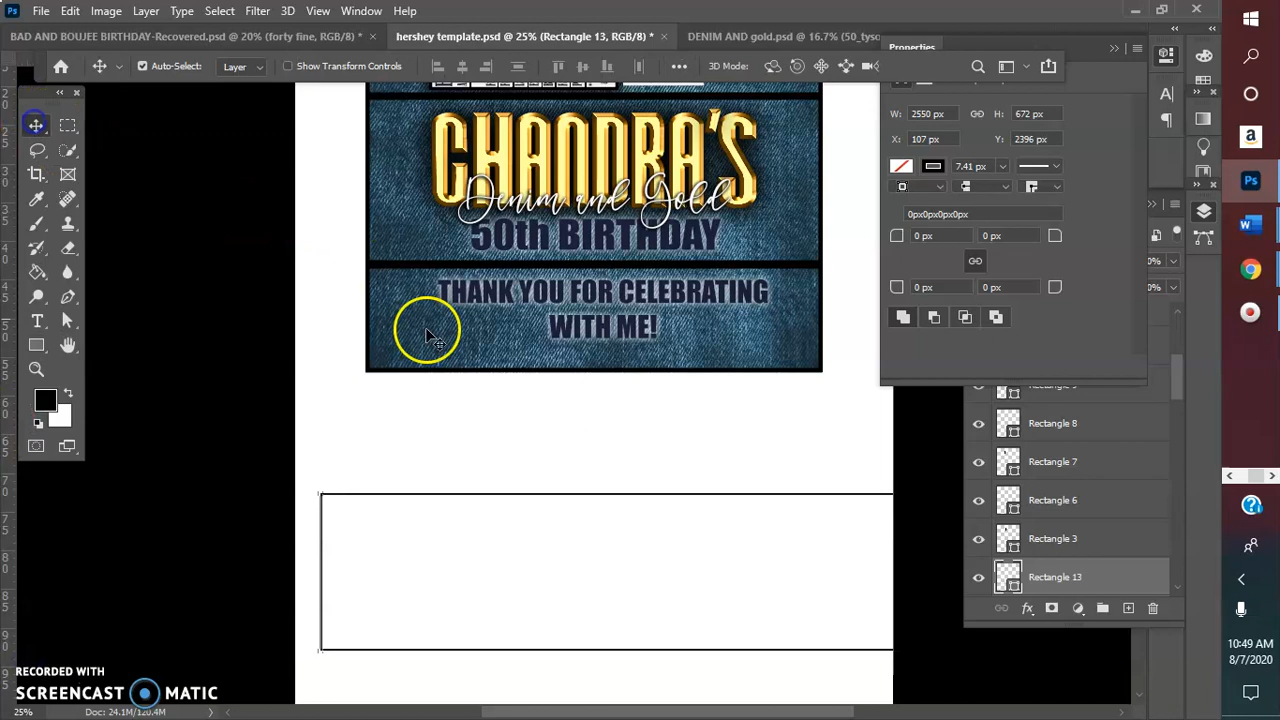 Ps File Edit Image Layer Type Select Filter 3D View Window Help
BAD AND BOUJEE BIRTHDAY-Recovered.psd @ 20% (forty fine, RGB/8) * × hershey template.psd @ 25% (Rectangle 13, RGB/8) * × DENIM AND gold.psd @ 16.7% (50_tyso
Properties
Auto-Select: Layer Show Transform Controls 3D Mode:
W: 2550 px H: 672 px
X: 107 px Y: 2396 px
7.41 px
0px0px0px0px
0 px 0 px
0 px 0 px
CHANDRA'S
Denim and Gold
50th BIRTHDAY
THANK YOU FOR CELEBRATING
WITH ME!
Rectangle 8
Rectangle 7
Rectangle 6
Rectangle 3
Rectangle 13
fx
RECORDED WITH
SCREENCAST MATIC
25% Doc: 24.1M/120.4M
10:49 AM
8/7/2020